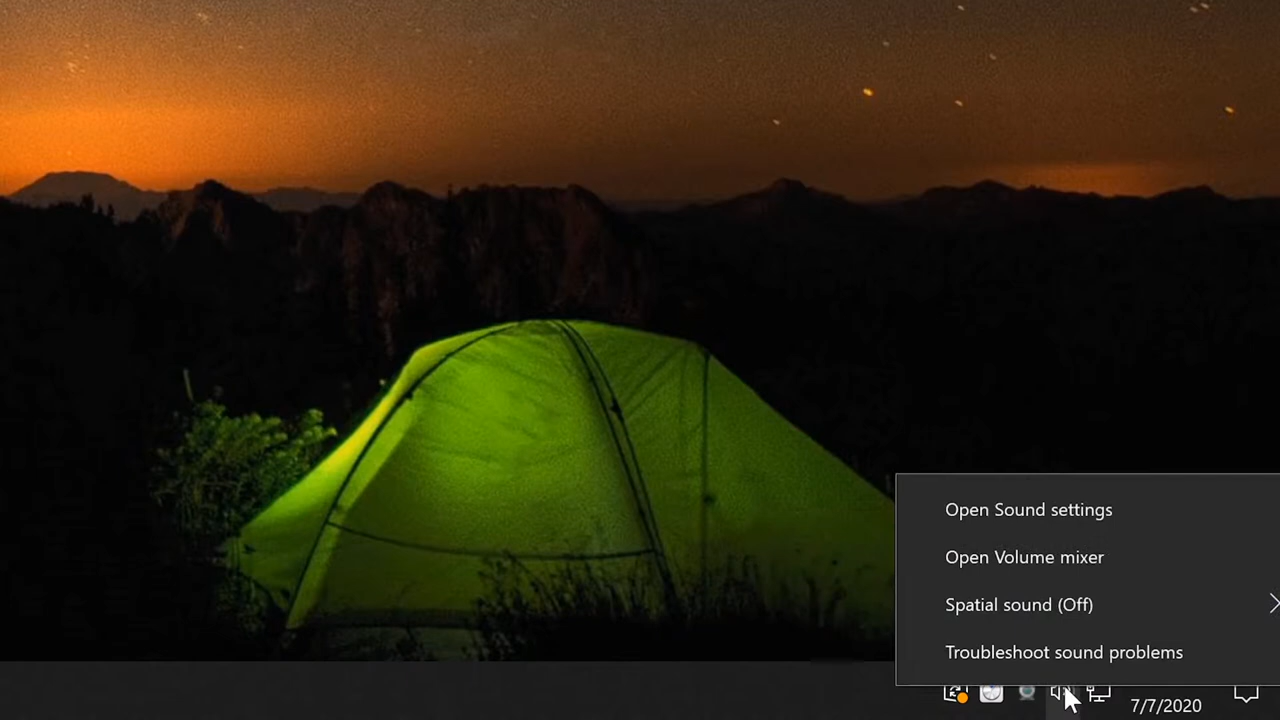 Open Sound settings
Open Volume mixer
Spatial sound (Off)
Troubleshoot sound problems
7/7/2020